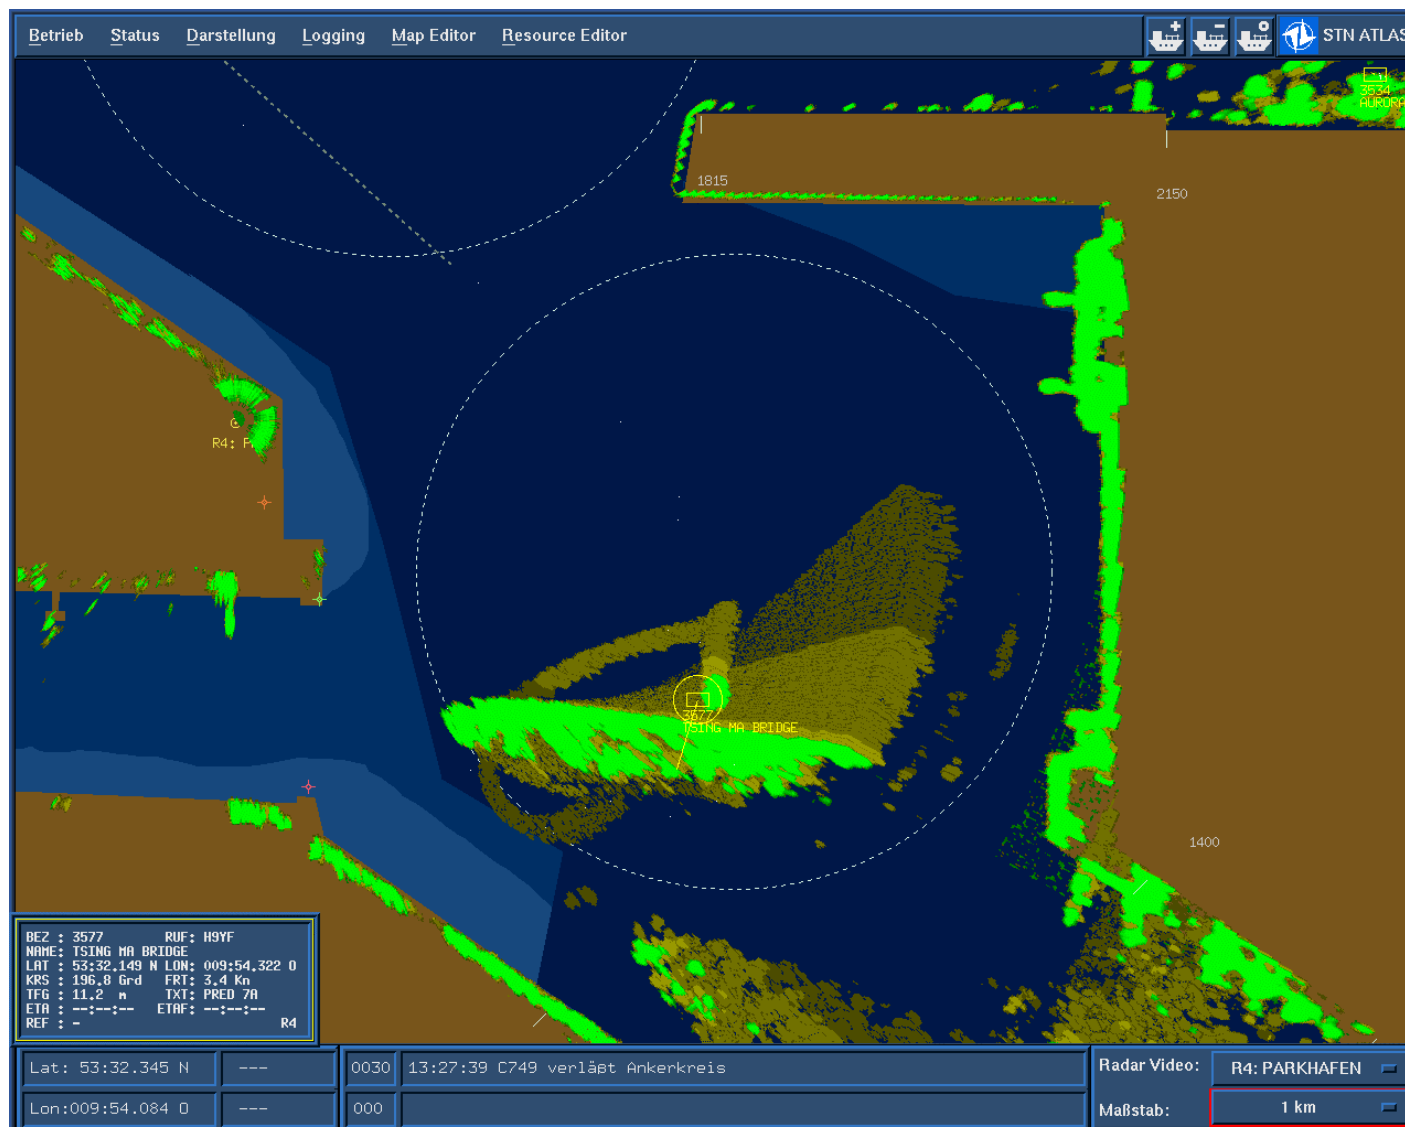 Betrieb Status Darstellung Logging Map Editor Resource Editor STN ATLAS
3534
AURORA
1815
2150
R4: P
3577
TSING MA BRIDGE
1400
BEZ : 3577 RUF: H9YF
NAME: TSING MA BRIDGE
LAT : 53:32.149 N LON: 009:54.322 O
KRS : 196.8 Grd FRT: 3.4 Kn
TFG : 11.2 m TXT: PRED 7A
ETA : --:--:-- ETAF: --:--:--
REF : - R4
Lat: 53:32.345 N --- 0030 13:27:39 C749 verläßt Ankerkreis Radar Video: R4: PARKHAFEN
Lon:009:54.084 O --- 000 Maßstab: 1 km